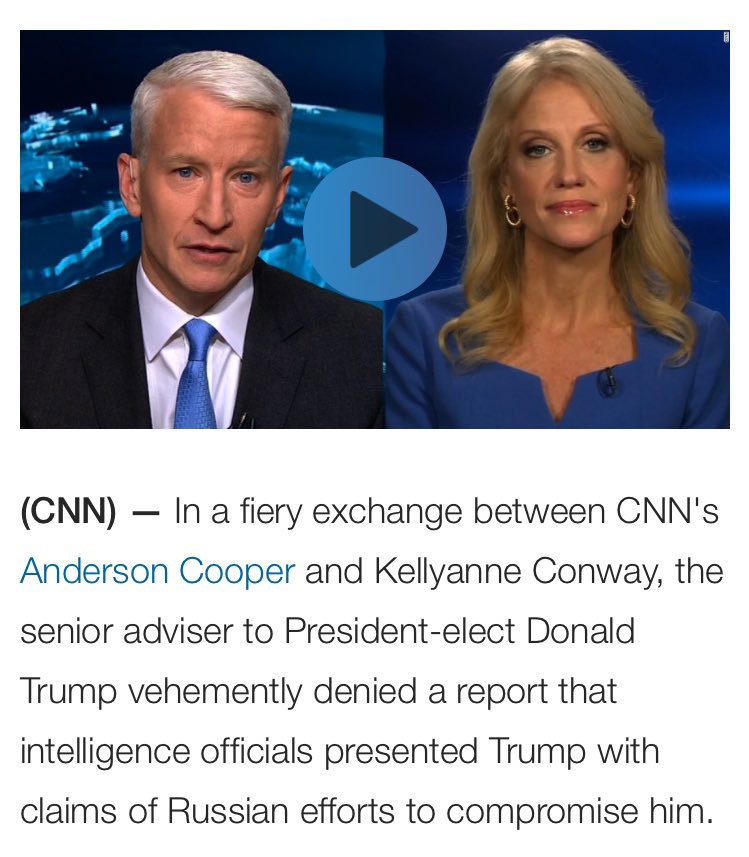 (CNN) — In a fiery exchange between CNN's
Anderson Cooper and Kellyanne Conway, the
senior adviser to President-elect Donald
Trump vehemently denied a report that
intelligence officials presented Trump with
claims of Russian efforts to compromise him.